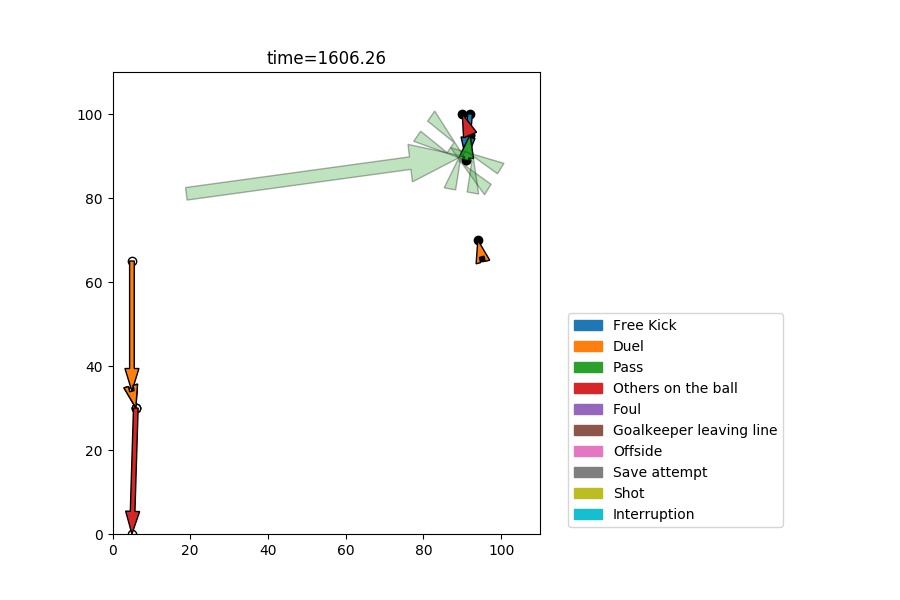 time=1606.26
100
80
60
40
20
0
0 20 40 60 80 100
Free Kick
Duel
Pass
Others on the ball
Foul
Goalkeeper leaving line
Offside
Save attempt
Shot
Interruption